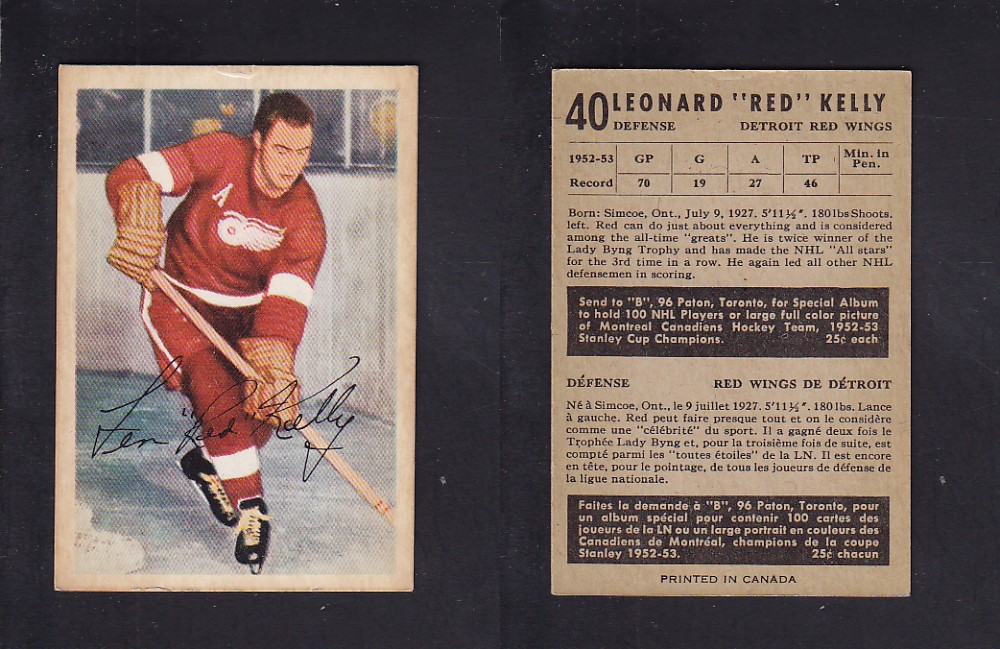 A
Len "Red" Kelly
40 LEONARD "RED" KELLY
DEFENSE DETROIT RED WINGS
1952-53 GP G A TP Min. in Pen.
Record 70 19 27 46
Born: Simcoe, Ont., July 9, 1927. 5'11½". 180 lbs Shoots.
left. Red can do just about everything and is considered
among the all-time "greats". He is twice winner of the
Lady Byng Trophy and has made the NHL "All stars"
for the 3rd time in a row. He again led all other NHL
defensemen in scoring.
Send to "B", 96 Paton, Toronto, for Special Album
to hold 100 NHL Players or large full color picture
of Montreal Canadiens Hockey Team, 1952-53
Stanley Cup Champions. 25¢ each
DÉFENSE RED WINGS DE DÉTROIT
Né à Simcoe, Ont., le 9 juillet 1927. 5'11½". 180 lbs. Lance
à gauche. Red peut faire presque tout et on le considère
comme une "célébrité" du sport. Il a gagné deux fois le
Trophée Lady Byng et, pour la troisième fois de suite, est
compté parmi les "toutes étoiles" de la LN. Il est encore
en tête, pour le pointage, de tous les joueurs de défense de
la ligue nationale.
Faites la demande à "B", 96 Paton, Toronto, pour
un album spécial pour contenir 100 cartes des
joueurs de la LN ou un large portrait en couleurs des
Canadiens de Montréal, champions de la coupe
Stanley 1952-53. 25¢ chacun
PRINTED IN CANADA